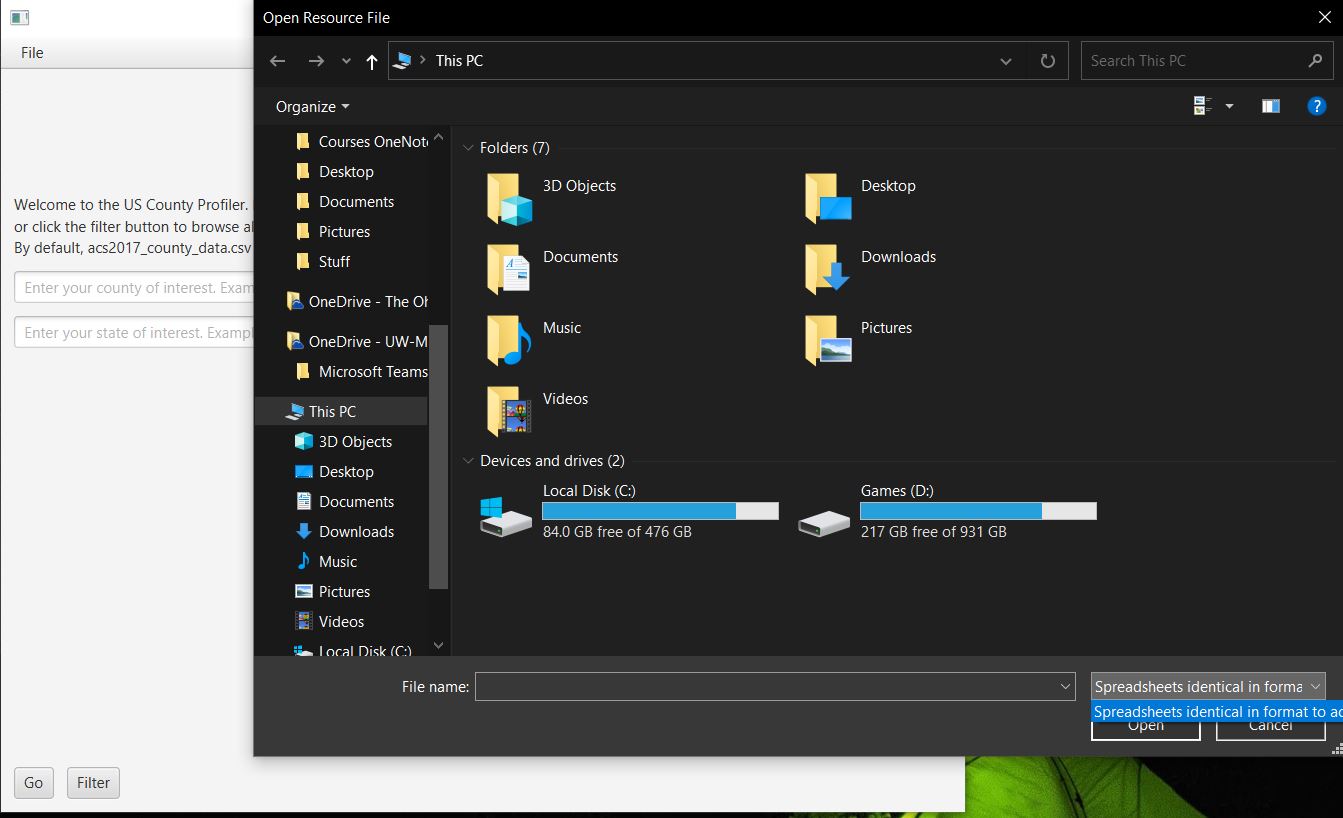 Open Resource File
File
This PC
Search This PC
Organize
Welcome to the US County Profiler.
or click the filter button to browse al
By default, acs2017_county_data.csv
Enter your county of interest. Exam
Enter your state of interest. Exampl
Go
Filter
Courses OneNot
Desktop
Documents
Pictures
Stuff
OneDrive - The Oh
OneDrive - UW-M
Microsoft Teams
This PC
3D Objects
Desktop
Documents
Downloads
Music
Pictures
Videos
Local Disk (C:)
Folders (7)
3D Objects
Desktop
Documents
Downloads
Music
Pictures
Videos
Devices and drives (2)
Local Disk (C:)
84.0 GB free of 476 GB
Games (D:)
217 GB free of 931 GB
File name:
Spreadsheets identical in forma
Spreadsheets identical in format to ac
Open
Cancel